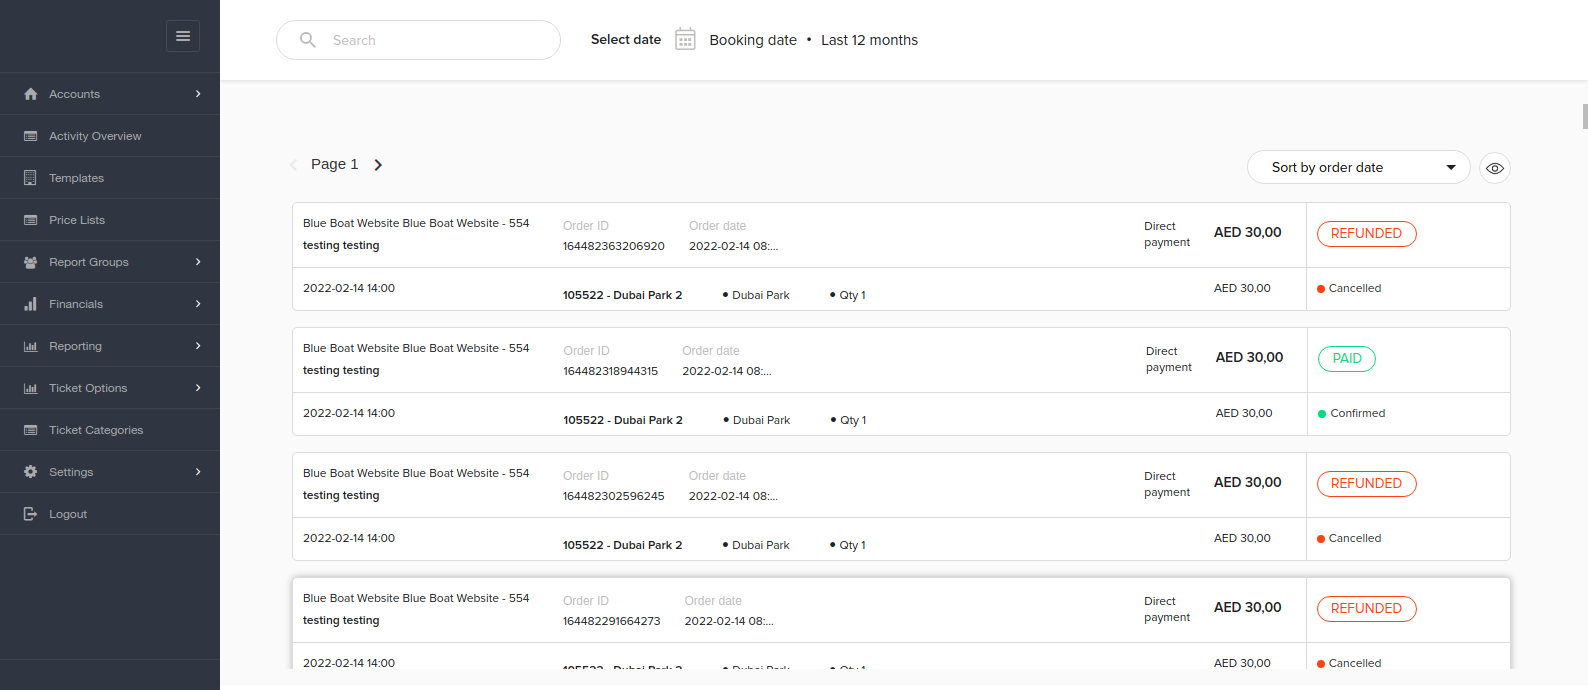 Search
Select date
Booking date • Last 12 months
Accounts
Activity Overview
Templates
Price Lists
Report Groups
Financials
Reporting
Ticket Options
Ticket Categories
Settings
Logout
Page 1
Sort by order date
Blue Boat Website Blue Boat Website - 554
testing testing
Order ID
164482363206920
Order date
2022-02-14 08:...
Direct
payment
AED 30,00
REFUNDED
2022-02-14 14:00
105522 - Dubai Park 2
• Dubai Park
• Qty 1
AED 30,00
Cancelled
Blue Boat Website Blue Boat Website - 554
testing testing
Order ID
164482318944315
Order date
2022-02-14 08:...
Direct
payment
AED 30,00
PAID
2022-02-14 14:00
105522 - Dubai Park 2
• Dubai Park
• Qty 1
AED 30,00
Confirmed
Blue Boat Website Blue Boat Website - 554
testing testing
Order ID
164482302596245
Order date
2022-02-14 08:...
Direct
payment
AED 30,00
REFUNDED
2022-02-14 14:00
105522 - Dubai Park 2
• Dubai Park
• Qty 1
AED 30,00
Cancelled
Blue Boat Website Blue Boat Website - 554
testing testing
Order ID
164482291664273
Order date
2022-02-14 08:...
Direct
payment
AED 30,00
REFUNDED
2022-02-14 14:00
105522 - Dubai Park 2
• Dubai Park
• Qty 1
AED 30,00
Cancelled